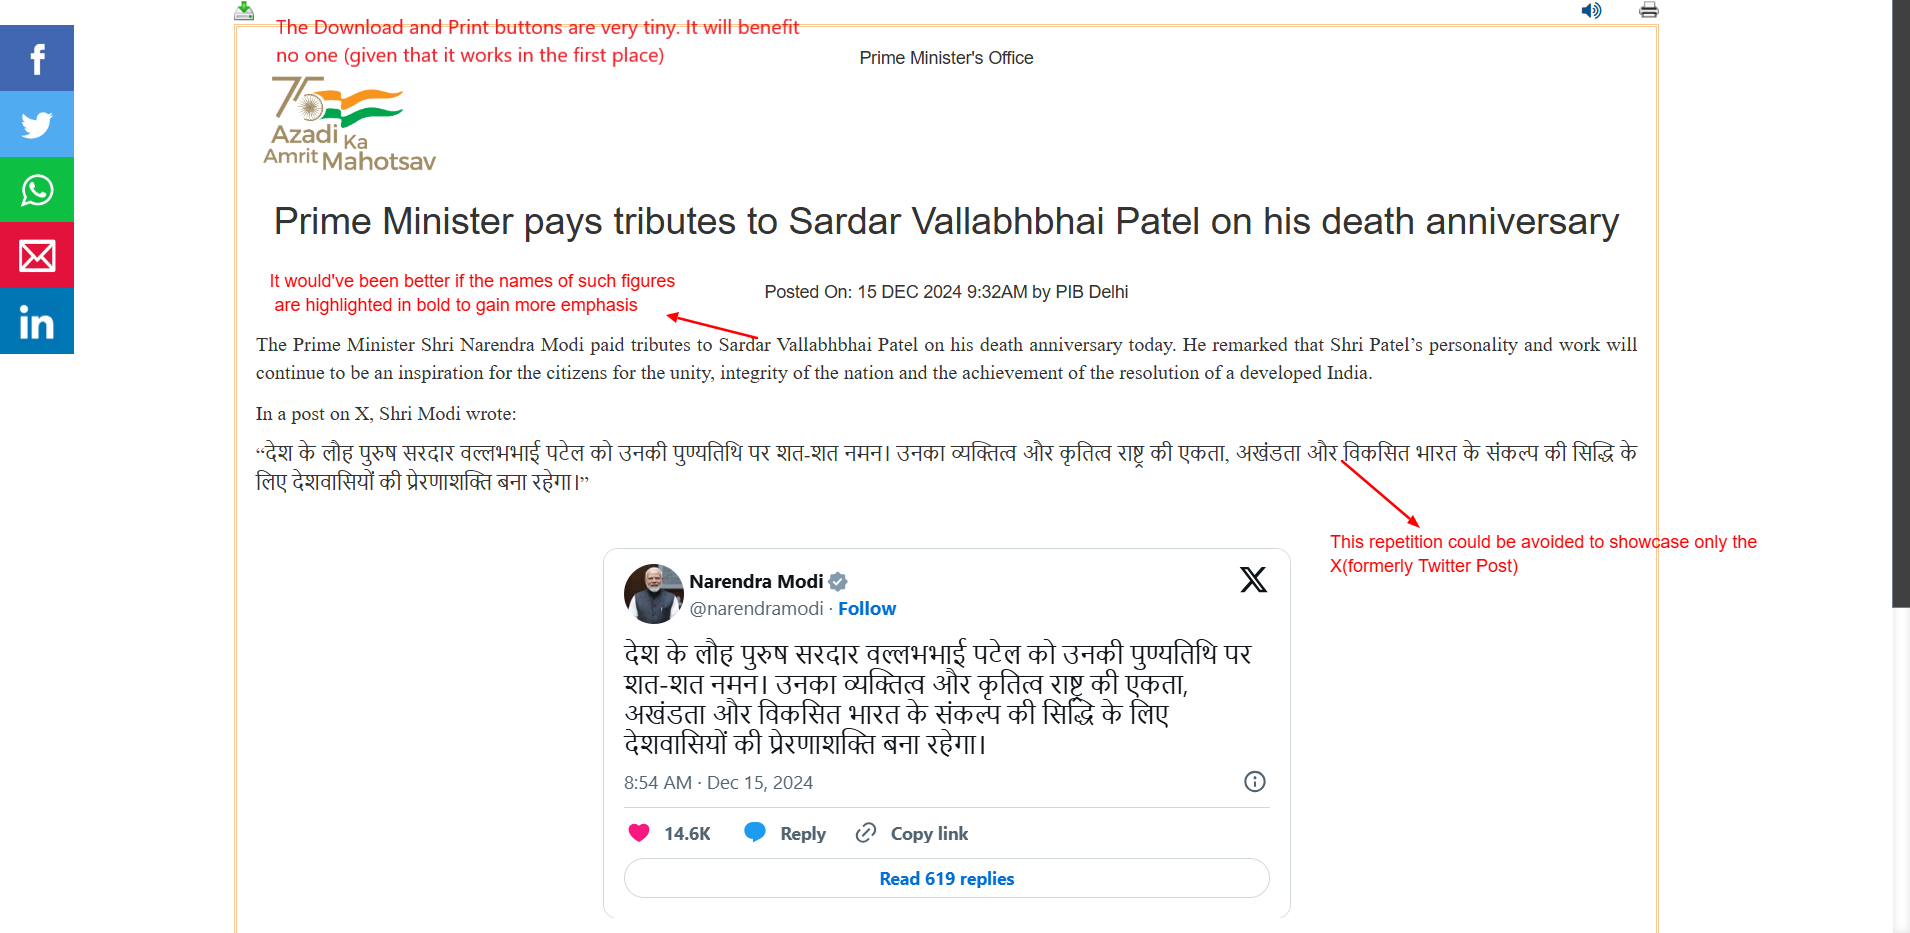 The Download and Print buttons are very tiny. It will benefit
no one (given that it works in the first place)
Prime Minister's Office
75
Azadi Ka
Amrit Mahotsav
Prime Minister pays tributes to Sardar Vallabhbhai Patel on his death anniversary
It would've been better if the names of such figures
are highlighted in bold to gain more emphasis
Posted On: 15 DEC 2024 9:32AM by PIB Delhi
The Prime Minister Shri Narendra Modi paid tributes to Sardar Vallabhbhai Patel on his death anniversary today. He remarked that Shri Patel’s personality and work will
continue to be an inspiration for the citizens for the unity, integrity of the nation and the achievement of the resolution of a developed India.
In a post on X, Shri Modi wrote:
“देश के लौह पुरुष सरदार वल्लभभाई पटेल को उनकी पुण्यतिथि पर शत-शत नमन। उनका व्यक्तित्व और कृतित्व राष्ट्र की एकता, अखंडता और विकसित भारत के संकल्प की सिद्धि के
लिए देशवासियों की प्रेरणाशक्ति बना रहेगा।”
This repetition could be avoided to showcase only the
X(formerly Twitter Post)
Narendra Modi
@narendramodi · Follow
देश के लौह पुरुष सरदार वल्लभभाई पटेल को उनकी पुण्यतिथि पर
शत-शत नमन। उनका व्यक्तित्व और कृतित्व राष्ट्र की एकता,
अखंडता और विकसित भारत के संकल्प की सिद्धि के लिए
देशवासियों की प्रेरणाशक्ति बना रहेगा।
8:54 AM · Dec 15, 2024
14.6K Reply Copy link
Read 619 replies